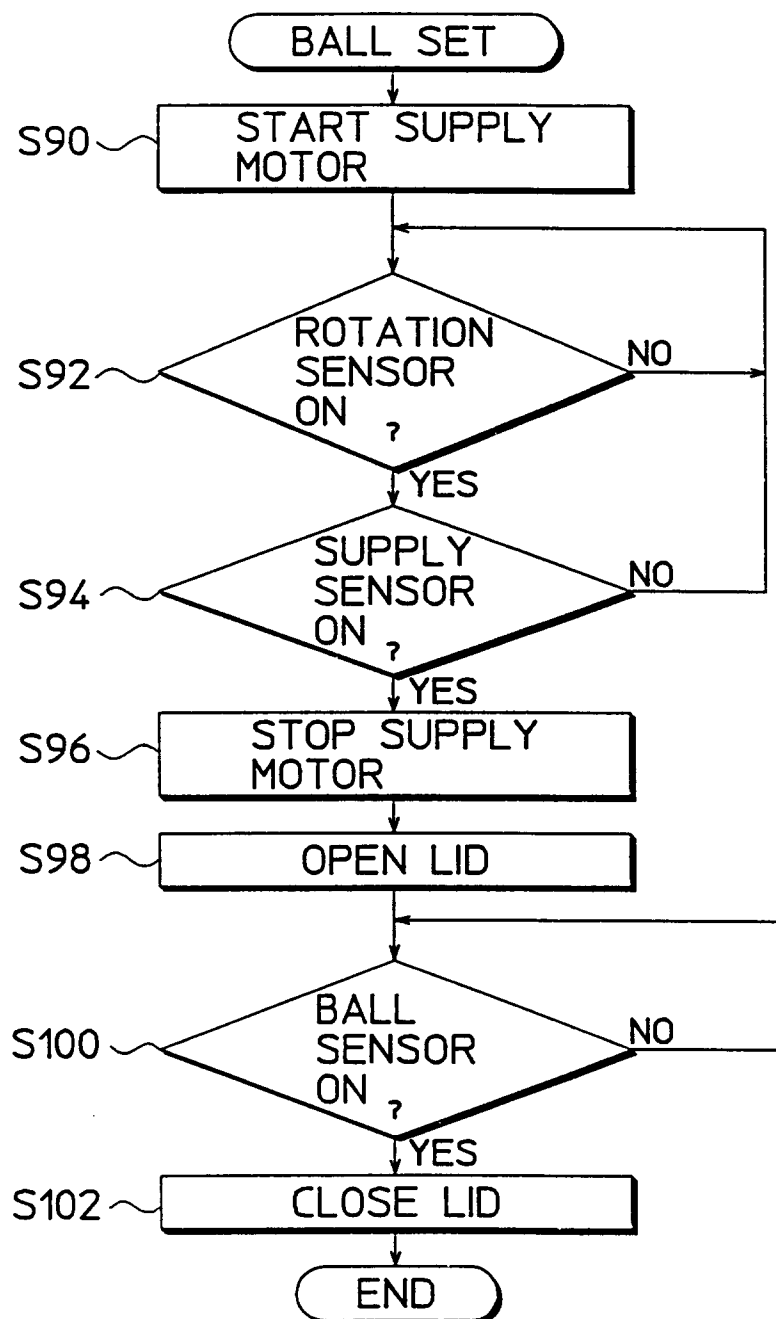 BALL SET
S90
START SUPPLY
MOTOR
S92
ROTATION
SENSOR
ON ?
NO
YES
S94
SUPPLY
SENSOR
ON ?
NO
YES
S96
STOP SUPPLY
MOTOR
S98
OPEN LID
S100
BALL
SENSOR
ON ?
NO
YES
S102
CLOSE LID
END